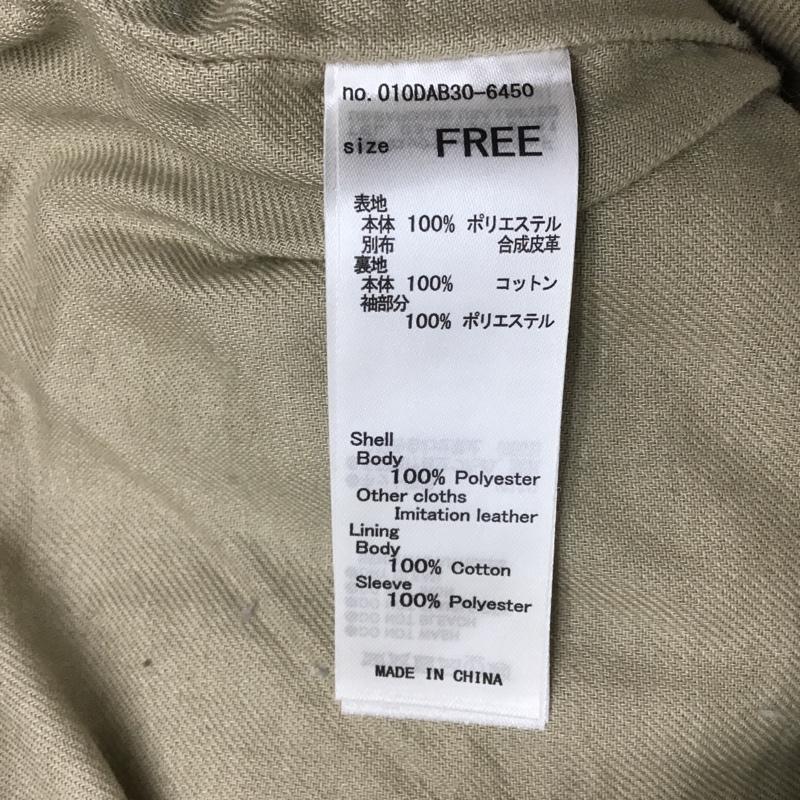 no. 010DAB30-6450
size FREE
表地
本体 100% ポリエステル
別布 合成皮革
裏地
本体 100% コットン
袖部分
100% ポリエステル
Shell
Body
100% Polyester
Other cloths
Imitation leather
Lining
Body
100% Cotton
Sleeve
100% Polyester
MADE IN CHINA